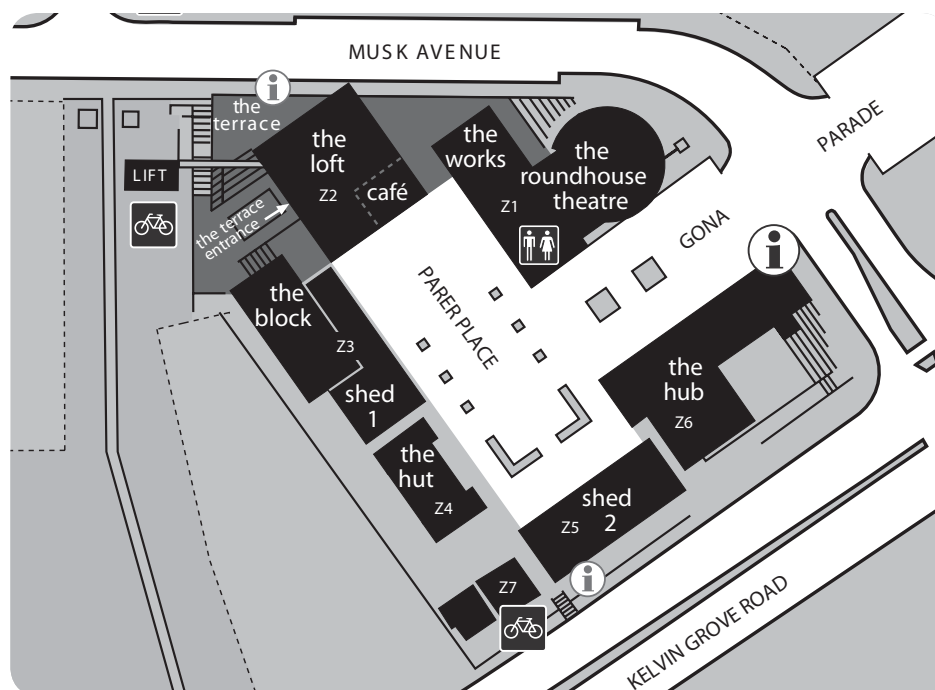 MUSK AVENUE
i
the
terrace
the
loft
Z2
café
the
works
Z1
the
roundhouse
theatre
PARADE
GONA
LIFT
the terrace
entrance
i
the
block
Z3
PARER PLACE
shed
1
the
hub
Z6
the
hut
Z4
shed
2
Z5
i
Z7
KELVIN GROVE ROAD